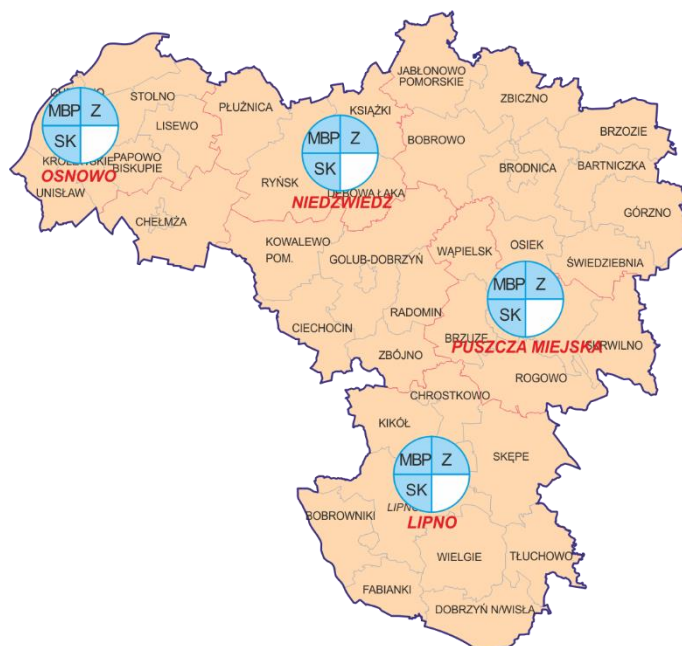 JABŁONOWO
POMORSKIE
ZBICZNO
STOLNO
PŁUŻNICA
KSIĄŻKI
MBP Z
SK
LISEWO
BOBROWO
BRZOZIE
MBP Z
SK
PAPOWO
BISKUPIE
BRODNICA
BARTNICZKA
OSNOWO
UNISŁAW
RYŃSK
DĘBOWA ŁĄKA
NIEDŹWIEDŹ
CHEŁMŻA
GÓRZNO
KOWALEWO
POM.
GOLUB-DOBRZYŃ
WĄPIELSK
OSIEK
ŚWIEDZIEBNIA
MBP Z
SK
CIECHOCIN
RADOMIN
BRZUZE
PUSZCZA MIEJSKA
ZBÓJNO
ROGOWO
CHROSTKOWO
KIKÓŁ
MBP Z
SK
SKĘPE
LIPNO
BOBROWNIKI
LIPNO
WIELGIE
TŁUCHOWO
FABIANKI
DOBRZYŃ N/WISŁĄ